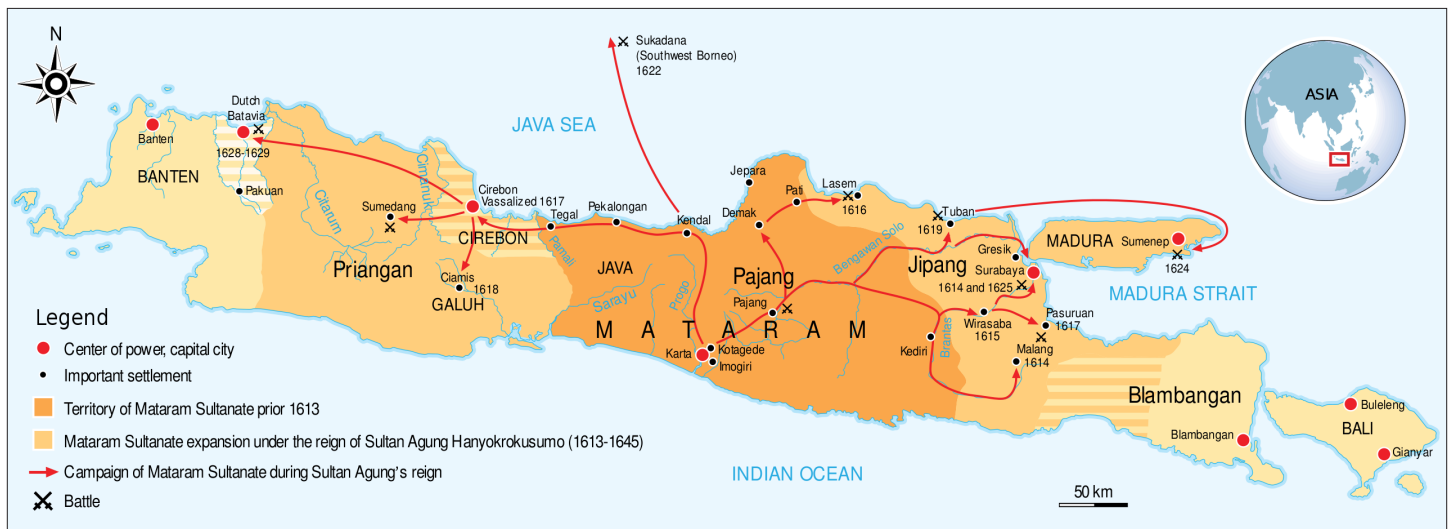 N
Sukadana
(Southwest Borneo)
1622
ASIA
JAVA SEA
Dutch
Batavia
1628-1629
Banten
BANTEN
Pakuan
Citarum
Cimanuk
Sumedang
Cirebon
Vassalized 1617
CIREBON
Priangan
Ciamis
1618
GALUH
Tegal
Pamali
Pekalongan
Kendal
JAVA
Sarayu
Progo
Jepara
Demak
Pati
Lasem
1616
Pajang
Pajang
Bengawan Solo
Tuban
1619
Jipang
Gresik
Surabaya
1614 and 1625
MADURA
Sumenep
1624
MADURA STRAIT
MATARAM
Karta
Kotagede
Imogiri
Kediri
Brantas
Wirasaba
1615
Pasuruan
1617
Malang
1614
Blambangan
Blambangan
Buleleng
BALI
Gianyar
INDIAN OCEAN
50 km
Legend
Center of power, capital city
Important settlement
Territory of Mataram Sultanate prior 1613
Mataram Sultanate expansion under the reign of Sultan Agung Hanyokrokusumo (1613-1645)
Campaign of Mataram Sultanate during Sultan Agung's reign
Battle